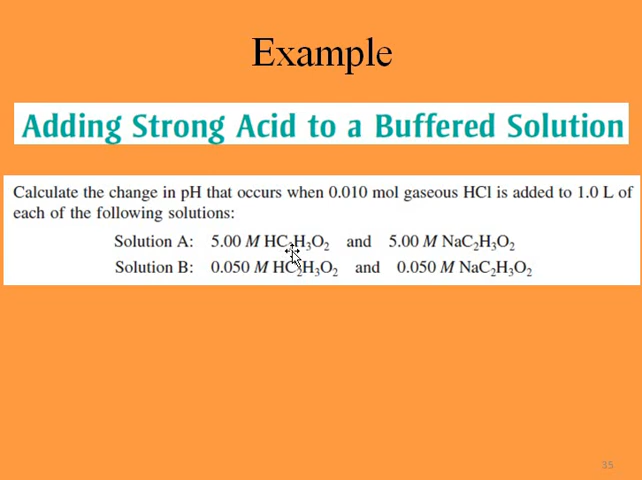 Example
Adding Strong Acid to a Buffered Solution
Calculate the change in pH that occurs when 0.010 mol gaseous HCl is added to 1.0 L of
each of the following solutions:
Solution A: 5.00 M HC₂H₃O₂ and 5.00 M NaC₂H₃O₂
Solution B: 0.050 M HC₂H₃O₂ and 0.050 M NaC₂H₃O₂
35